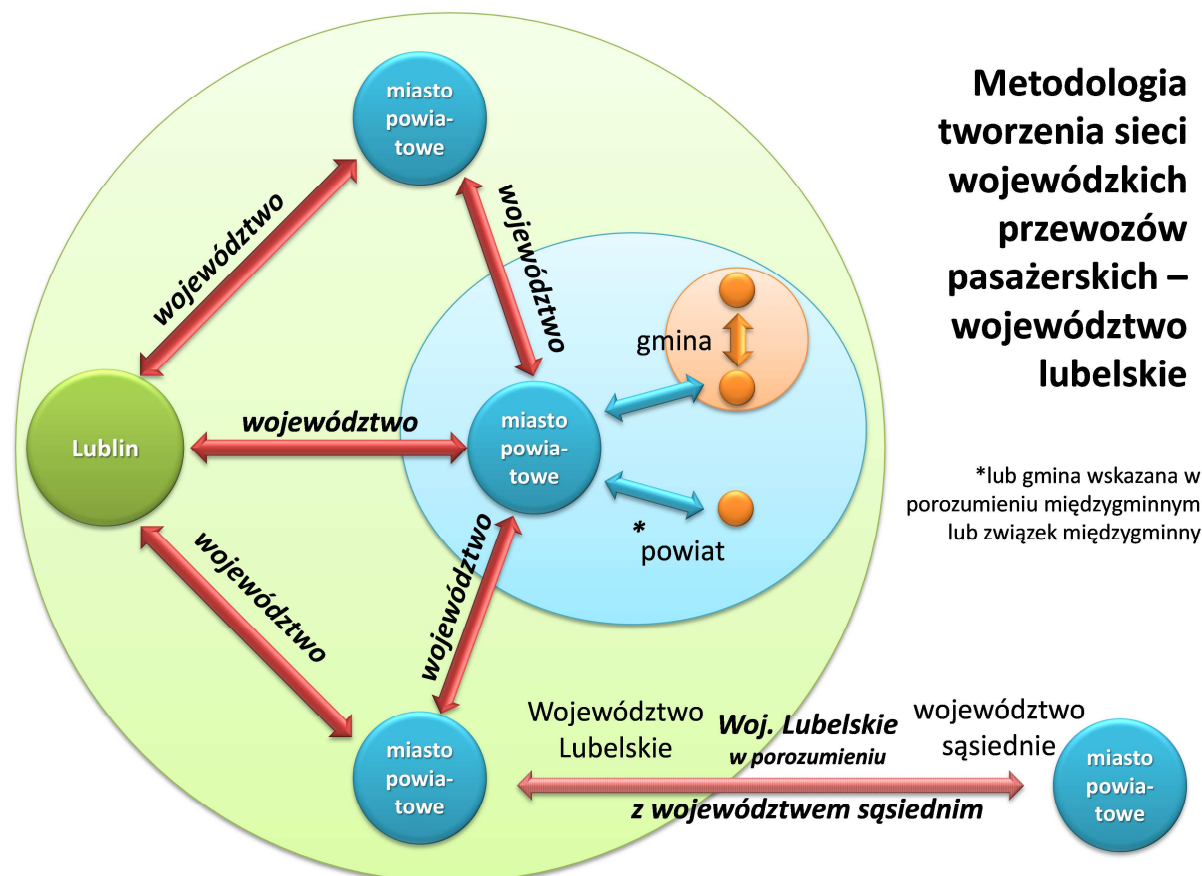 Metodologia
tworzenia sieci
wojewódzkich
przewozów
pasażerskich –
województwo
lubelskie
*lub gmina wskazana w
porozumieniu międzygminnym
lub związek międzygminny
miasto
powia-
towe
województwo
województwo
gmina
Lublin
województwo
miasto
powia-
towe
*
powiat
województwo
województwo
miasto
powia-
towe
Województwo
Lubelskie
Woj. Lubelskie
w porozumieniu
z województwem sąsiednim
województwo
sąsiednie
miasto
powia-
towe